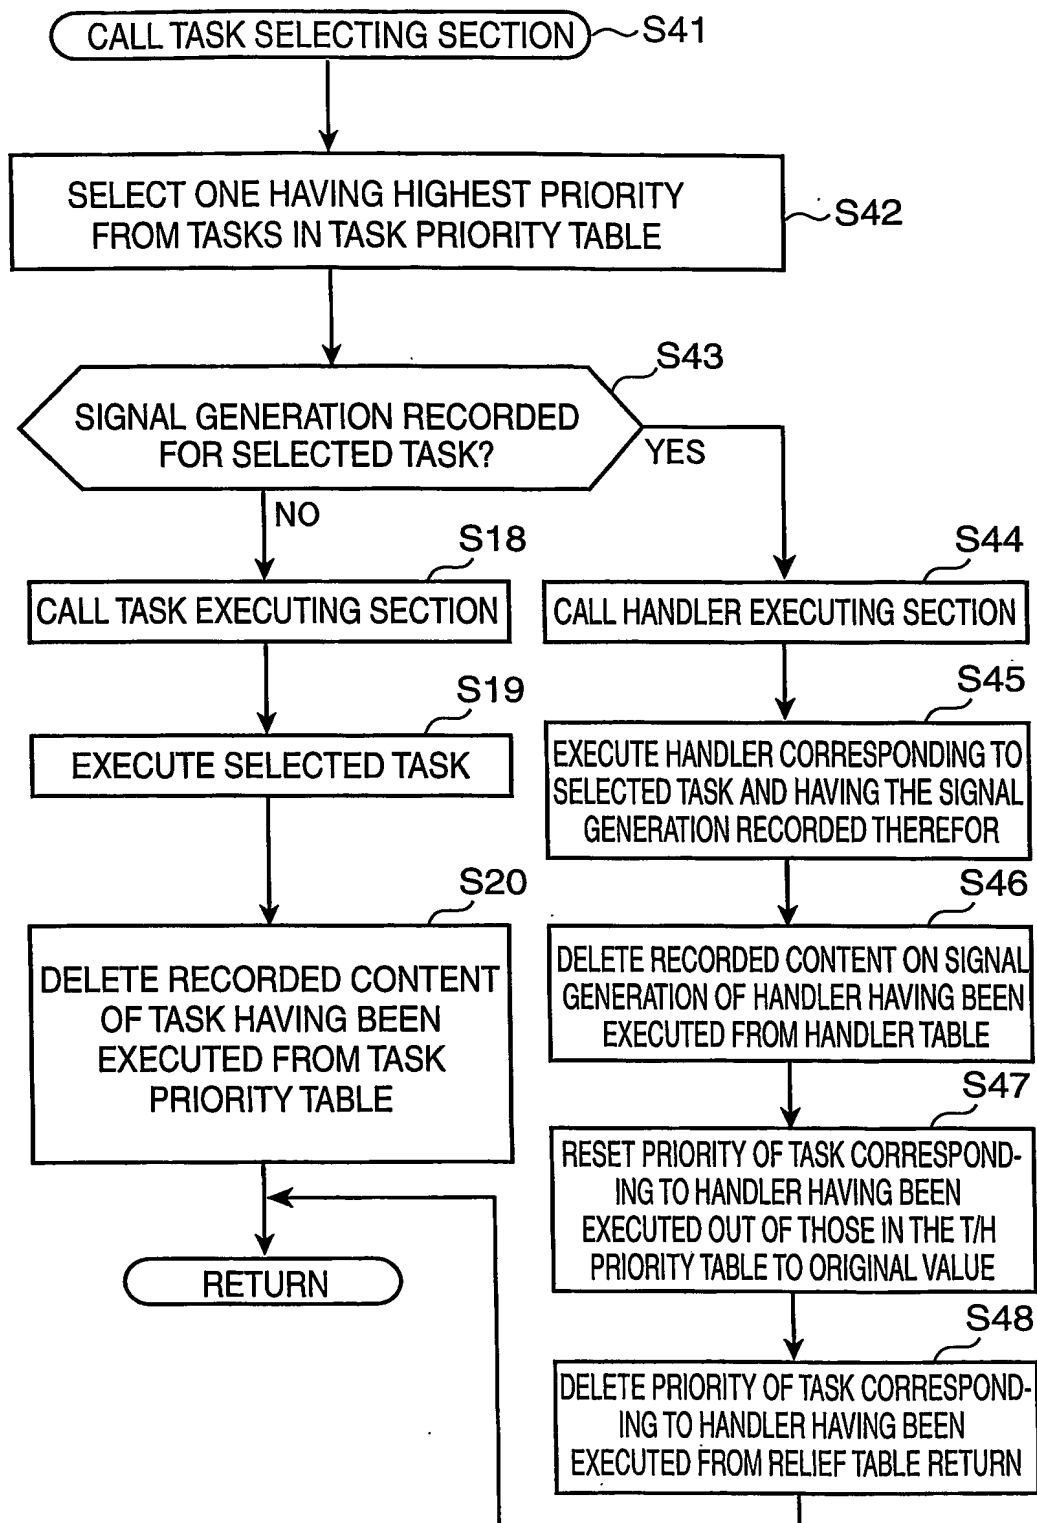 CALL TASK SELECTING SECTION
S41
SELECT ONE HAVING HIGHEST PRIORITY
FROM TASKS IN TASK PRIORITY TABLE
S42
S43
SIGNAL GENERATION RECORDED
FOR SELECTED TASK?
YES
NO
S18
CALL TASK EXECUTING SECTION
S19
EXECUTE SELECTED TASK
S20
DELETE RECORDED CONTENT
OF TASK HAVING BEEN
EXECUTED FROM TASK
PRIORITY TABLE
RETURN
S44
CALL HANDLER EXECUTING SECTION
S45
EXECUTE HANDLER CORRESPONDING TO
SELECTED TASK AND HAVING THE SIGNAL
GENERATION RECORDED THEREFOR
S46
DELETE RECORDED CONTENT ON SIGNAL
GENERATION OF HANDLER HAVING BEEN
EXECUTED FROM HANDLER TABLE
S47
RESET PRIORITY OF TASK CORRESPOND-
ING TO HANDLER HAVING BEEN
EXECUTED OUT OF THOSE IN THE T/H
PRIORITY TABLE TO ORIGINAL VALUE
S48
DELETE PRIORITY OF TASK CORRESPOND-
ING TO HANDLER HAVING BEEN
EXECUTED FROM RELIEF TABLE RETURN